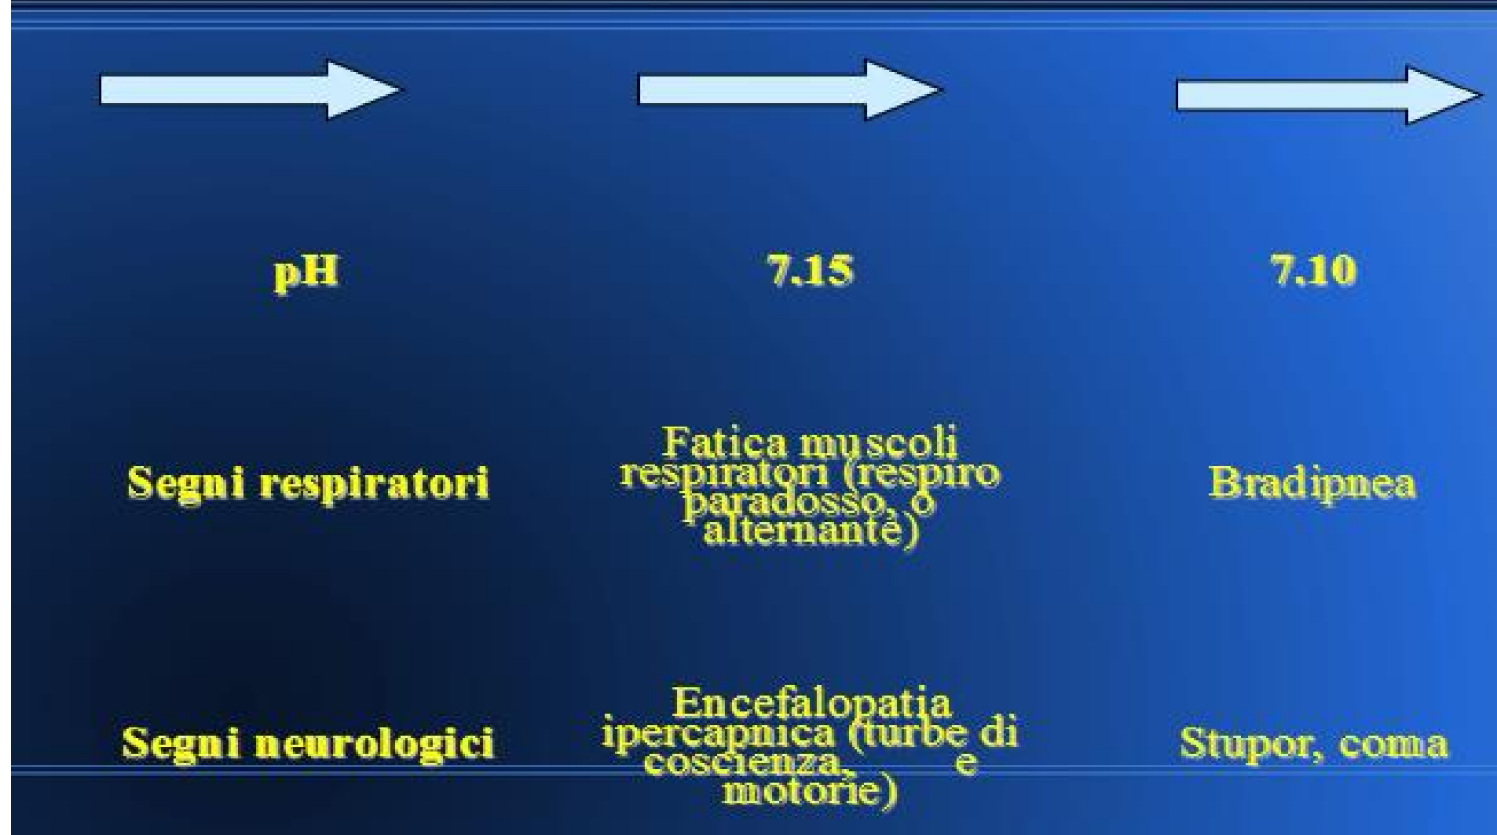 pH
7.15
7.10
Segni respiratori
Fatica muscoli
respiratori (respiro
paradosso, o
alternante)
Bradipnea
Segni neurologici
Encefalopatia
ipercapnica (turbe di
coscienza, e
motorie)
Stupor, coma